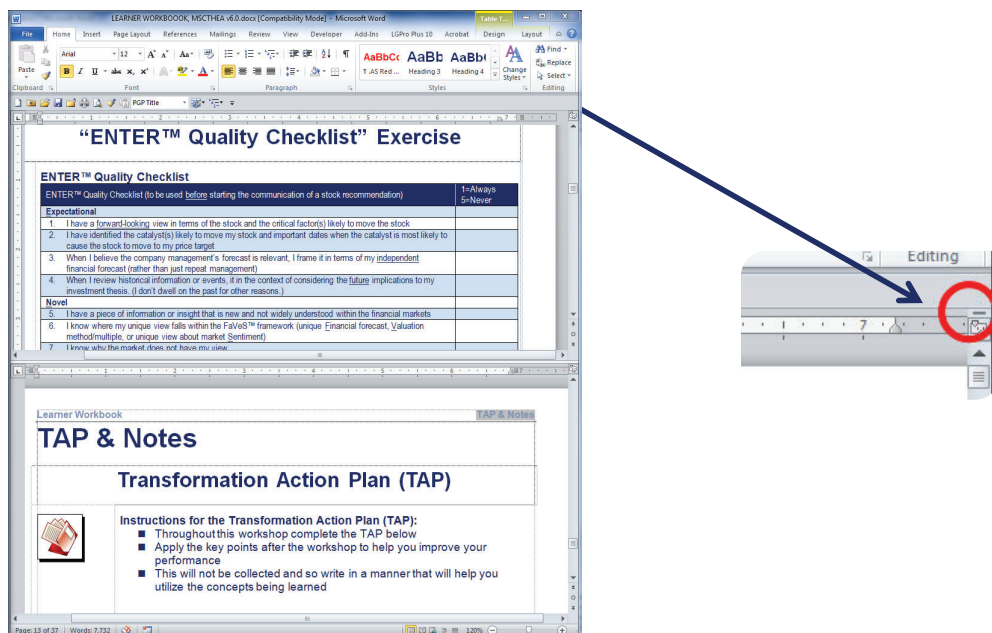 LEARNER WORKBOOOK, MSCTHEA v6.0.docx [Compatibility Mode] - Microsoft Word
Table T...
File Home Insert Page Layout References Mailings Review View Developer Add-Ins LGPro Plus 10 Acrobat Design Layout
Paste
Arial 12
Clipboard Font Paragraph Styles Editing
AaBbCc AaBb AaBb
1 .AS Red ... Heading 3 Heading 4
Change Styles
Find
Replace
Select
PGP Title
“ENTER™ Quality Checklist” Exercise
ENTER™ Quality Checklist
ENTER™ Quality Checklist (to be used before starting the communication of a stock recommendation)
1=Always
5=Never
Expectational
1. I have a forward-looking view in terms of the stock and the critical factor(s) likely to move the stock
2. I have identified the catalyst(s) likely to move my stock and important dates when the catalyst is most likely to
cause the stock to move to my price target
3. When I believe the company management's forecast is relevant, I frame it in terms of my independent
financial forecast (rather than just repeat management)
4. When I review historical information or events, it in the context of considering the future implications to my
investment thesis. (I don't dwell on the past for other reasons.)
Novel
5. I have a piece of information or insight that is new and not widely understood within the financial markets
6. I know where my unique view falls within the FaVeS™ framework (unique Financial forecast, Valuation
method/multiple, or unique view about market Sentiment)
7. I know why the market does not have my view
Learner Workbook
TAP & Notes
TAP & Notes
Transformation Action Plan (TAP)
Instructions for the Transformation Action Plan (TAP):
■ Throughout this workshop complete the TAP below
■ Apply the key points after the workshop to help you improve your
performance
■ This will not be collected and so write in a manner that will help you
utilize the concepts being learned
Page: 13 of 37 Words: 7,732
120%
Editing
7